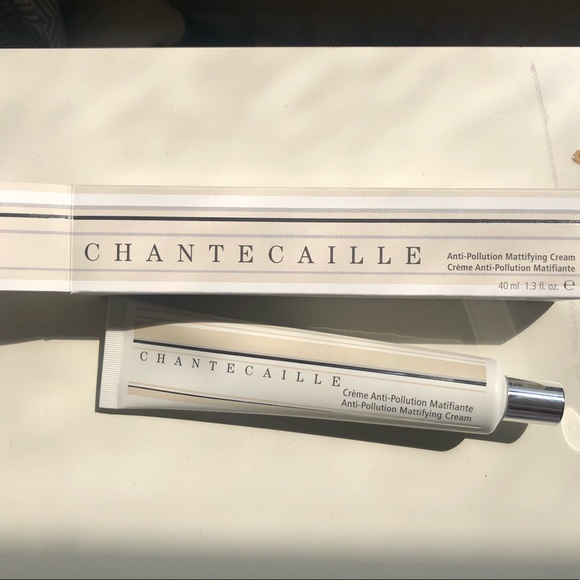 CHANTECAILLE
Anti-Pollution Mattifying Cream
Crème Anti-Pollution Matifiante
40 ml 1.3 fl. oz. ℮
CHANTECAILLE
Crème Anti-Pollution Matifiante
Anti-Pollution Mattifying Cream